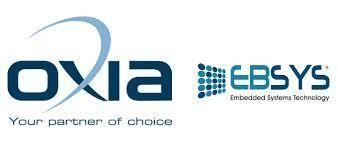 oxia
Your partner of choice
EBSYS
Embedded Systems Technology